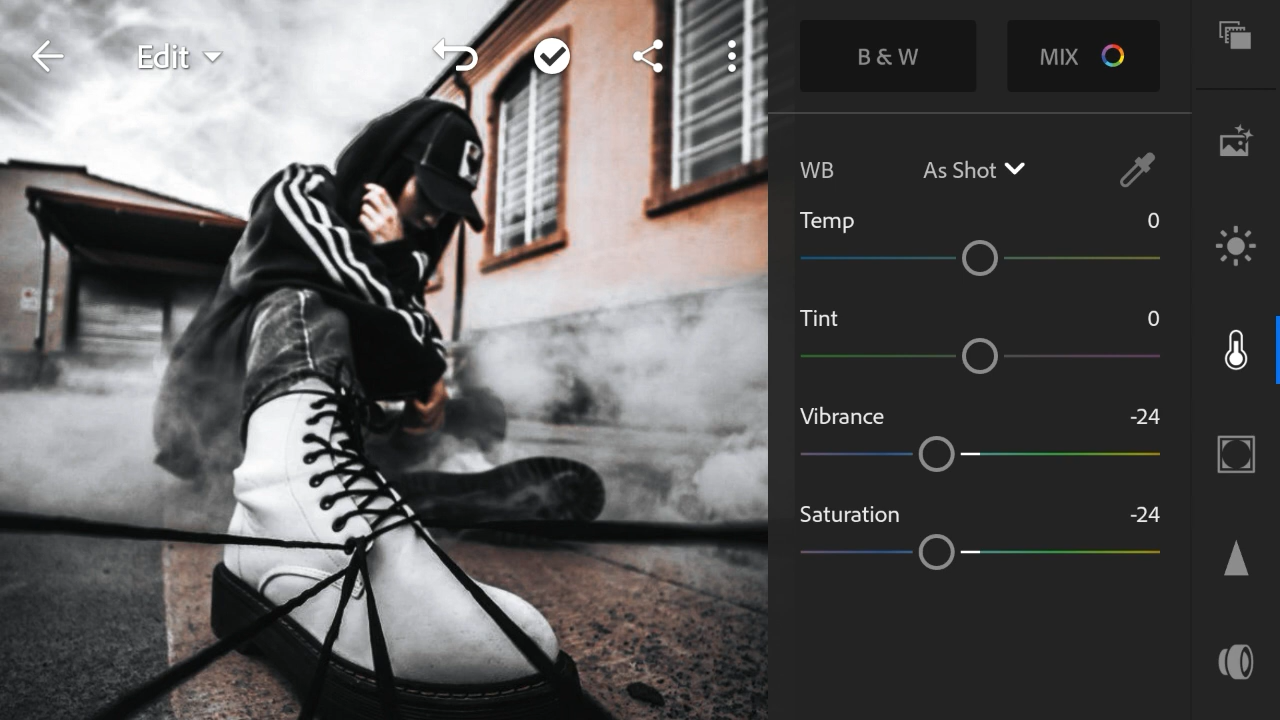 Edit
B & W
MIX
WB
As Shot
Temp
0
Tint
0
Vibrance
-24
Saturation
-24